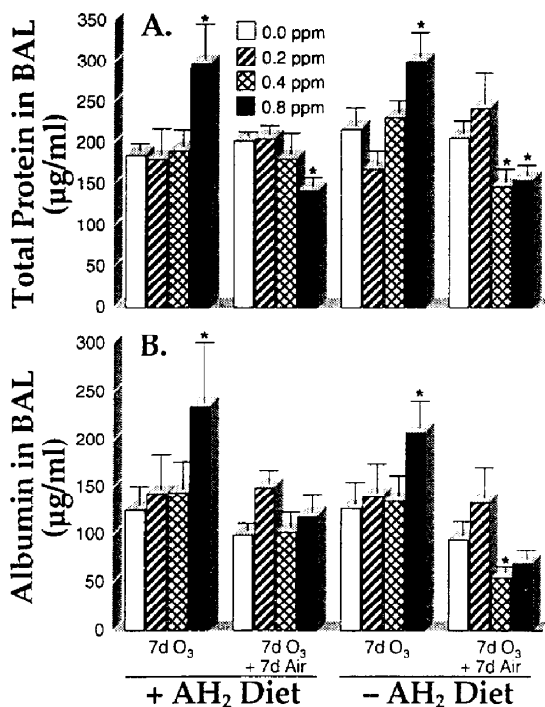 A.
Total Protein in BAL
(µg/ml)
350
300
250
200
150
100
50
0
0.0 ppm
0.2 ppm
0.4 ppm
0.8 ppm
*
*
*
* *
B.
Albumin in BAL
(µg/ml)
300
250
200
150
100
50
0
*
*
*
7d O₃
7d O₃
+ 7d Air
7d O₃
7d O₃
+ 7d Air
+ AH₂ Diet
– AH₂ Diet